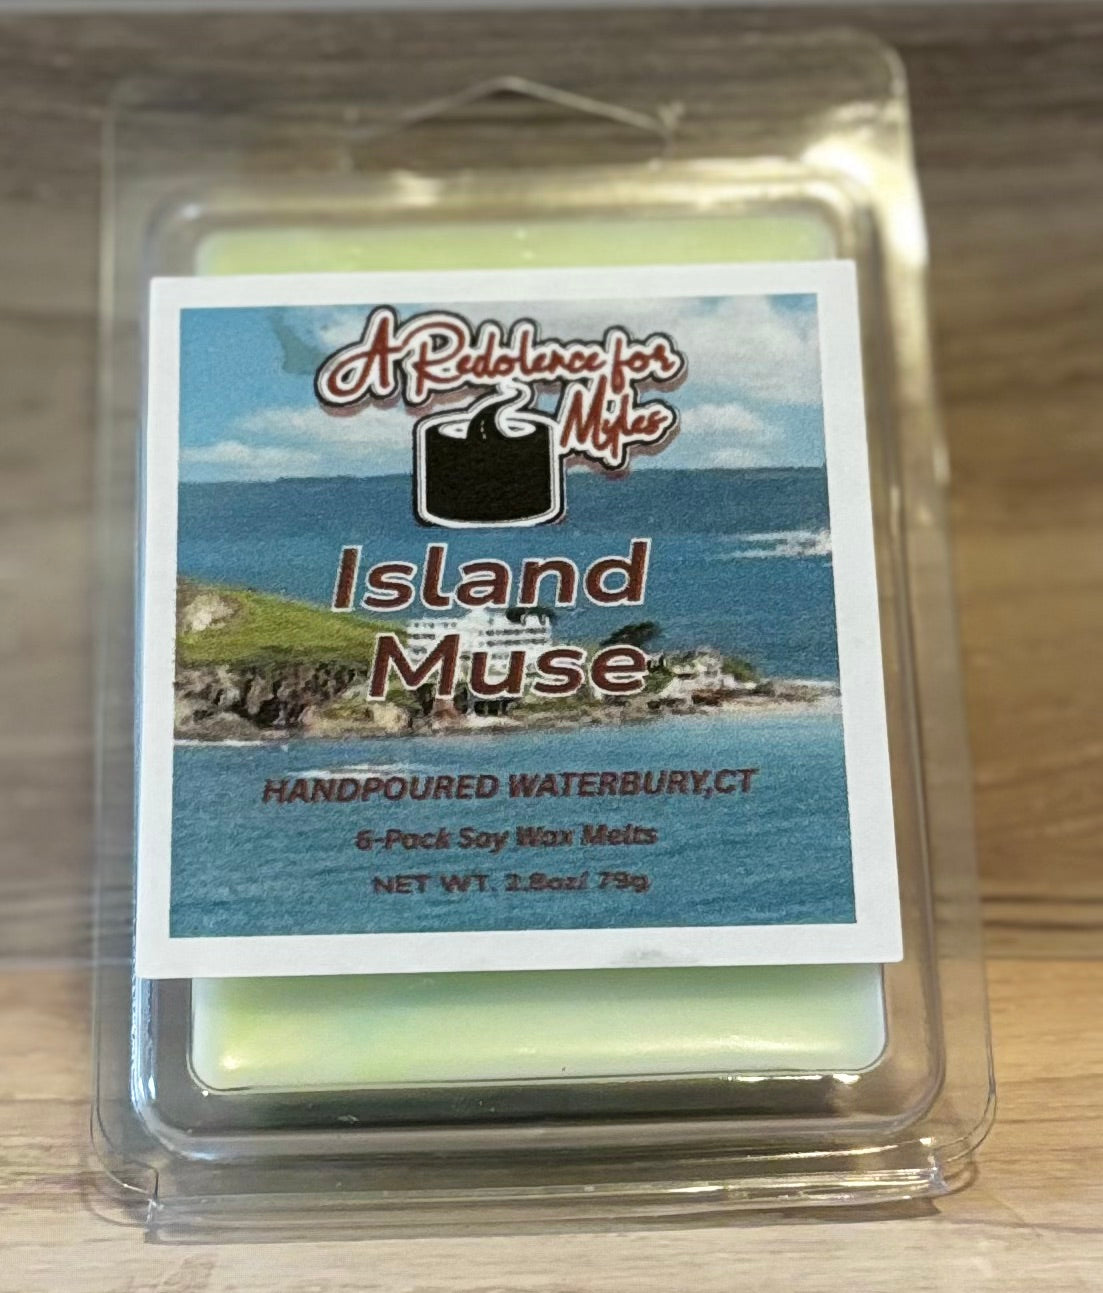 A Redolence for
Myles
Island
Muse
HANDPOURED WATERBURY,CT
6-Pack Soy Wax Melts
NET WT. 2.8oz/ 79g